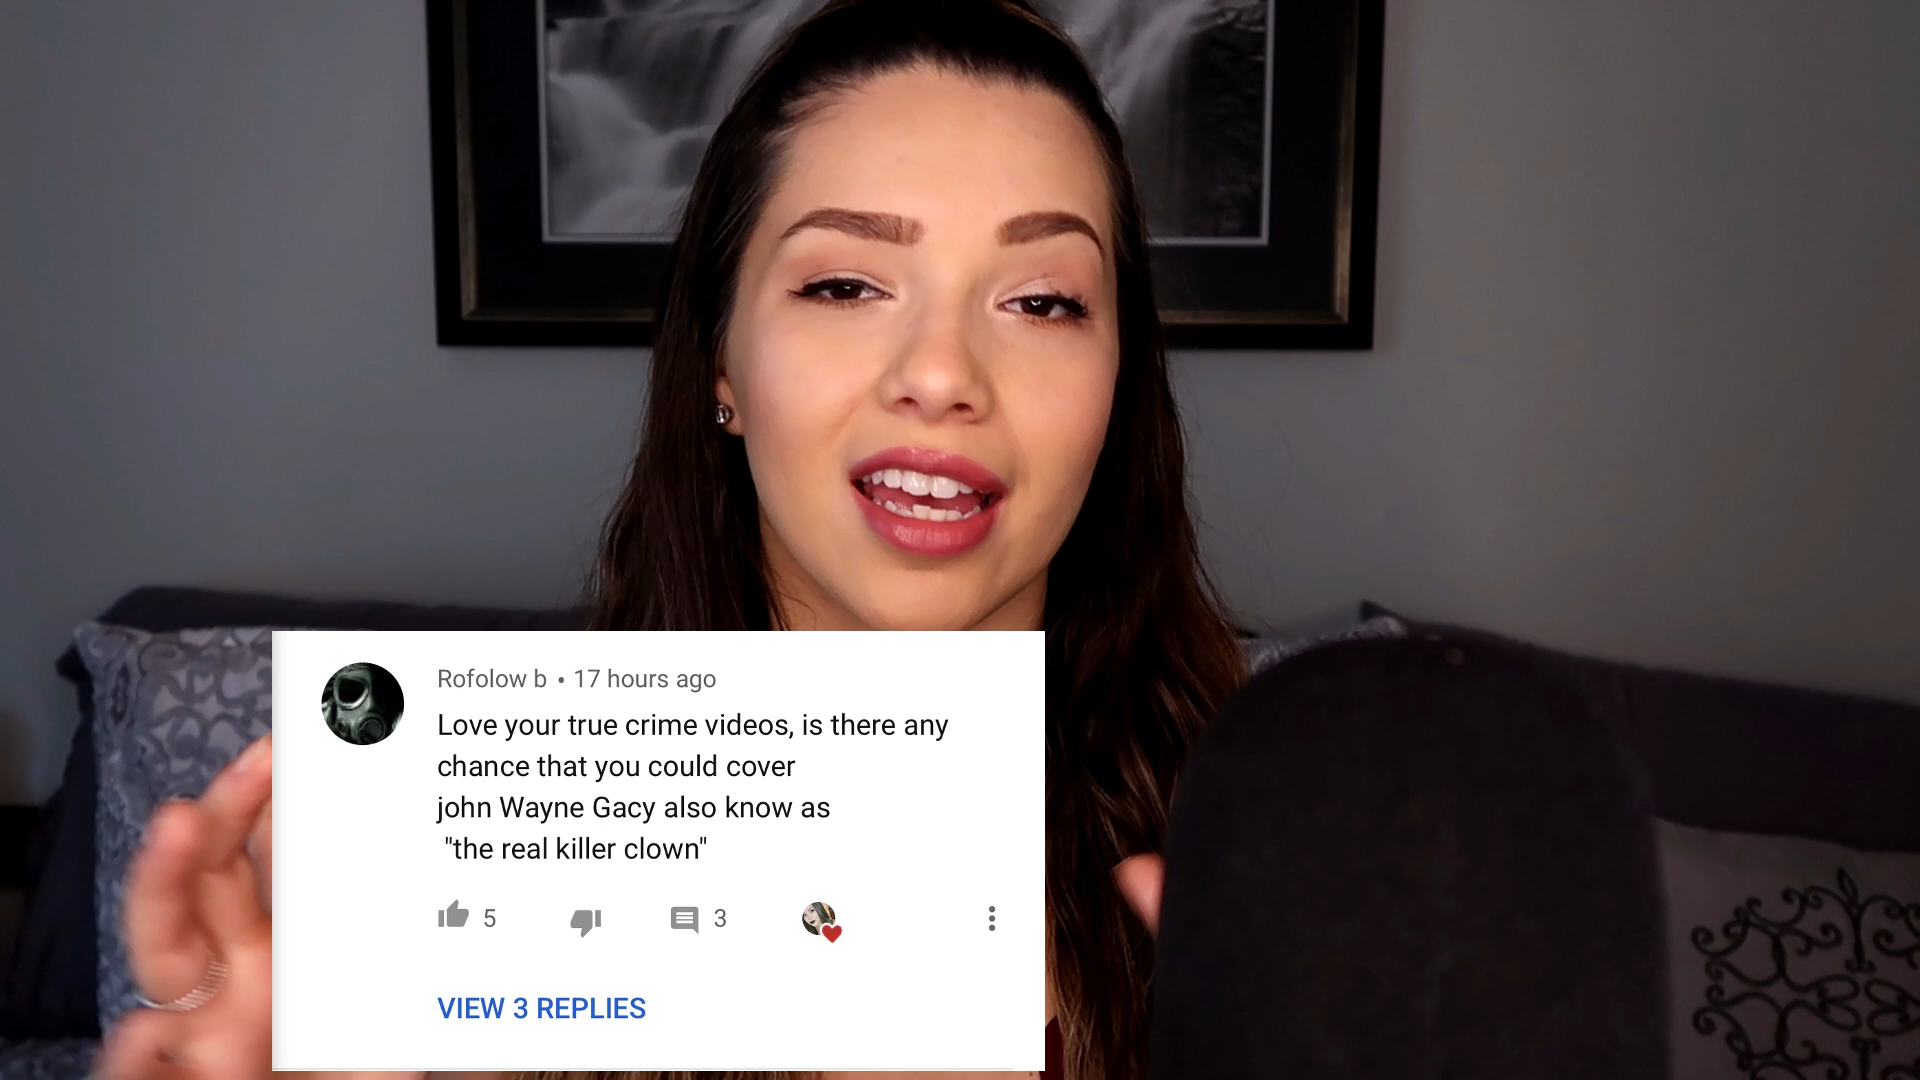 Rofolow b • 17 hours ago
Love your true crime videos, is there any
chance that you could cover
john Wayne Gacy also know as
"the real killer clown"
5 3
VIEW 3 REPLIES